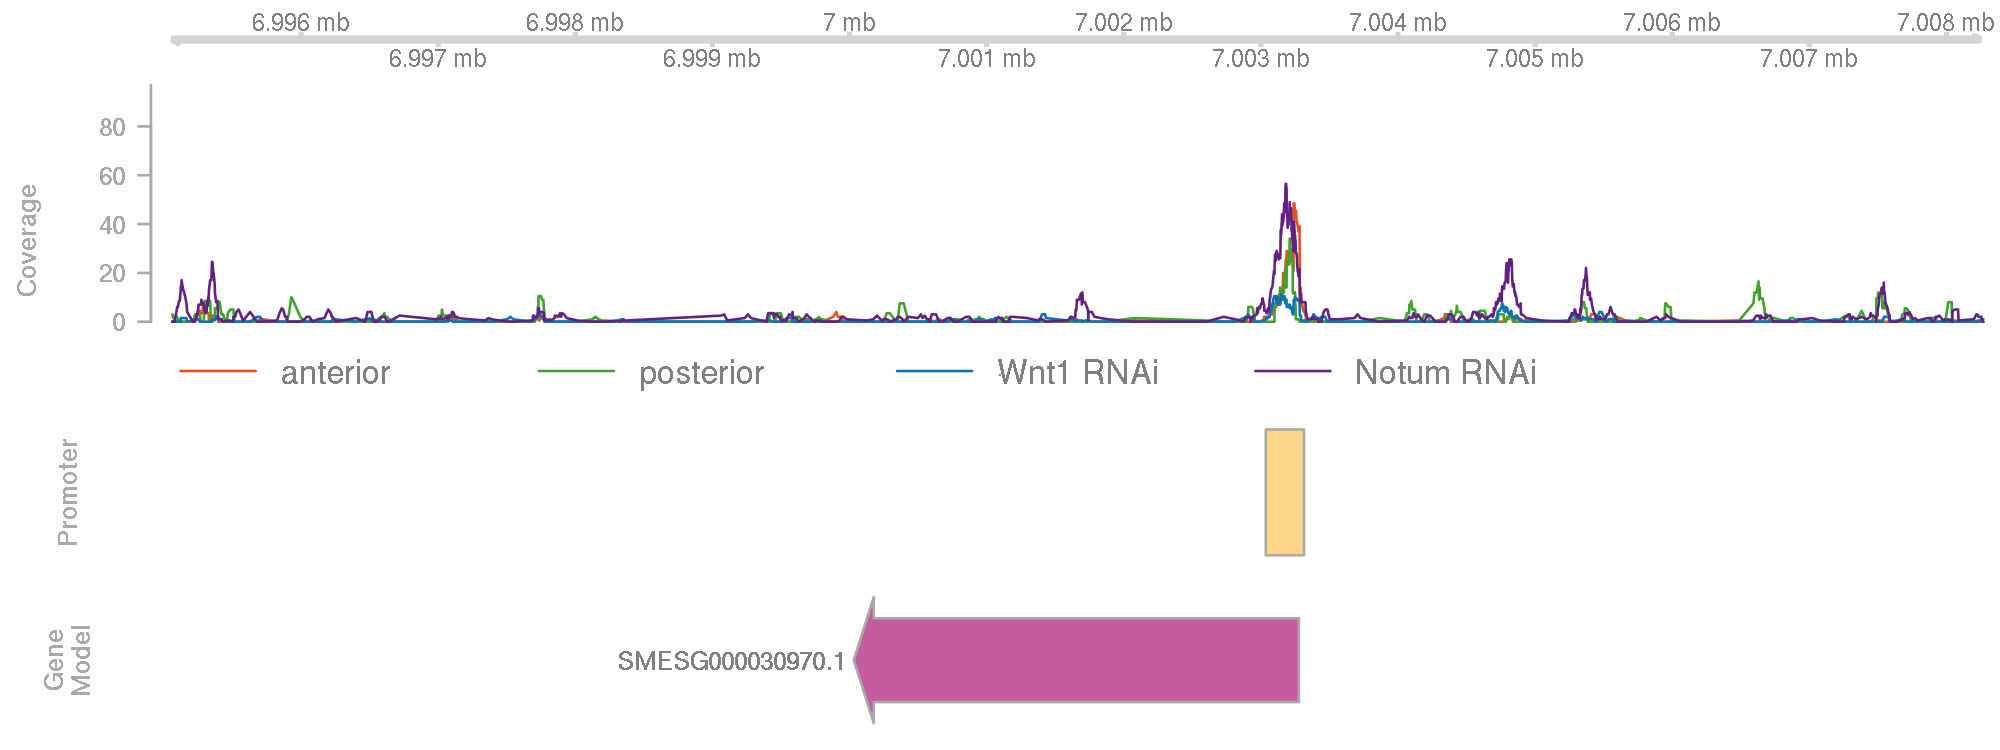 6.996 mb 6.998 mb 7 mb 7.002 mb 7.004 mb 7.006 mb 7.008 mb
6.997 mb 6.999 mb 7.001 mb 7.003 mb 7.005 mb 7.007 mb
Coverage
80
60
40
20
0
anterior posterior Wnt1 RNAi Notum RNAi
Promoter
Gene
Model
SMESG000030970.1